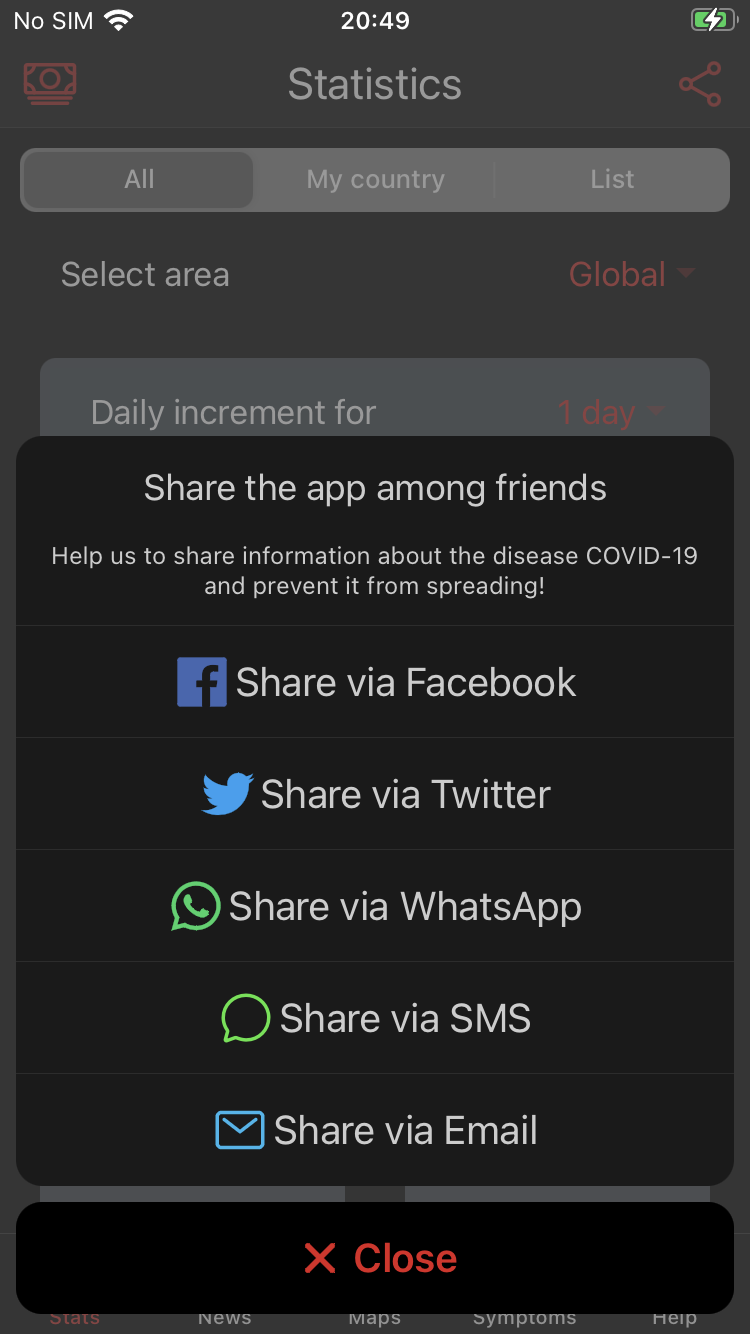 No SIM 20:49
Statistics
All My country List
Select area Global
Daily increment for 1 day
Share the app among friends
Help us to share information about the disease COVID-19
and prevent it from spreading!
Share via Facebook
Share via Twitter
Share via WhatsApp
Share via SMS
Share via Email
Close
Stats News Maps Symptoms Help